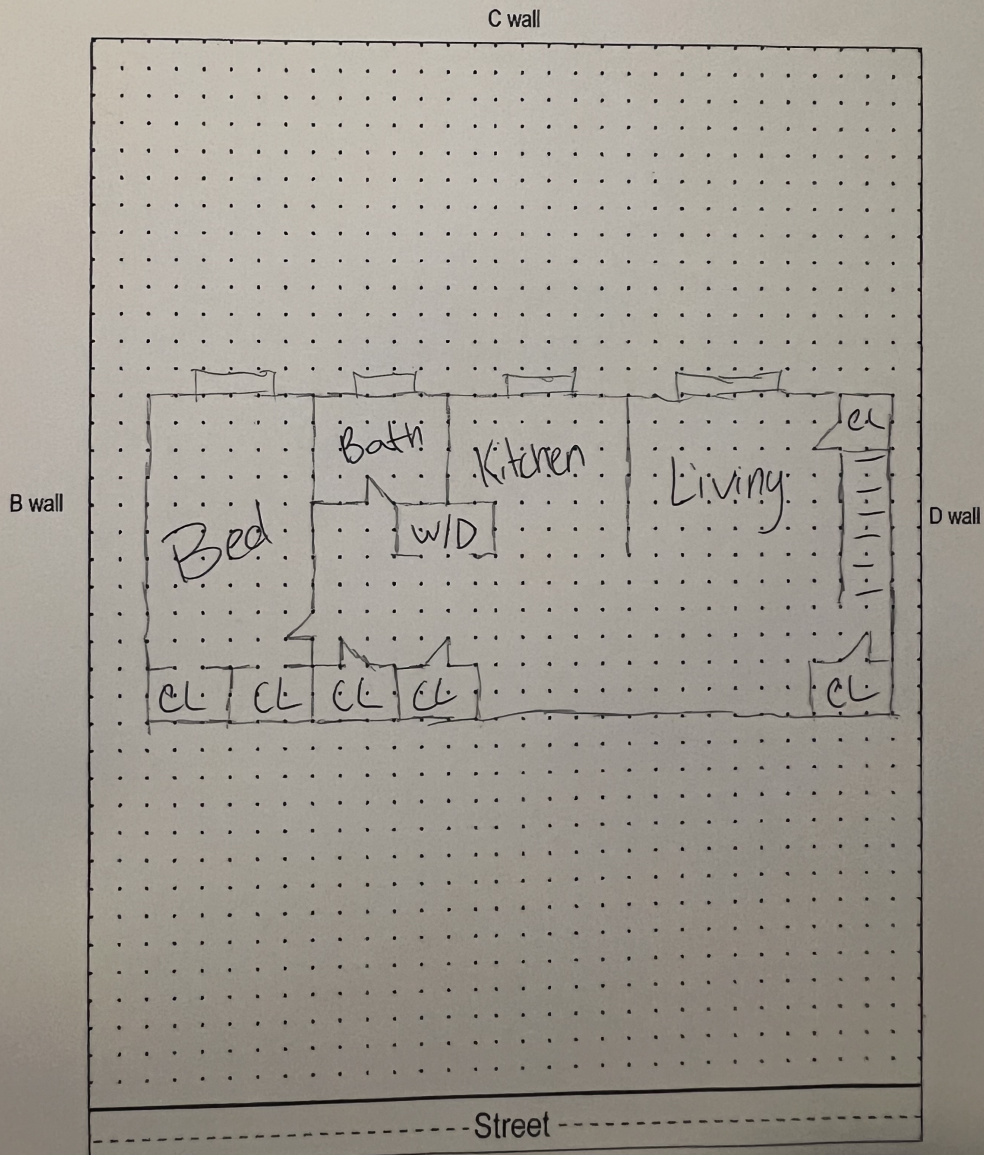 C wall
Bath
CL
Kitchen
Living
B wall
D wall
Bed
W/D
CL
CL
CL
CL
CL
Street